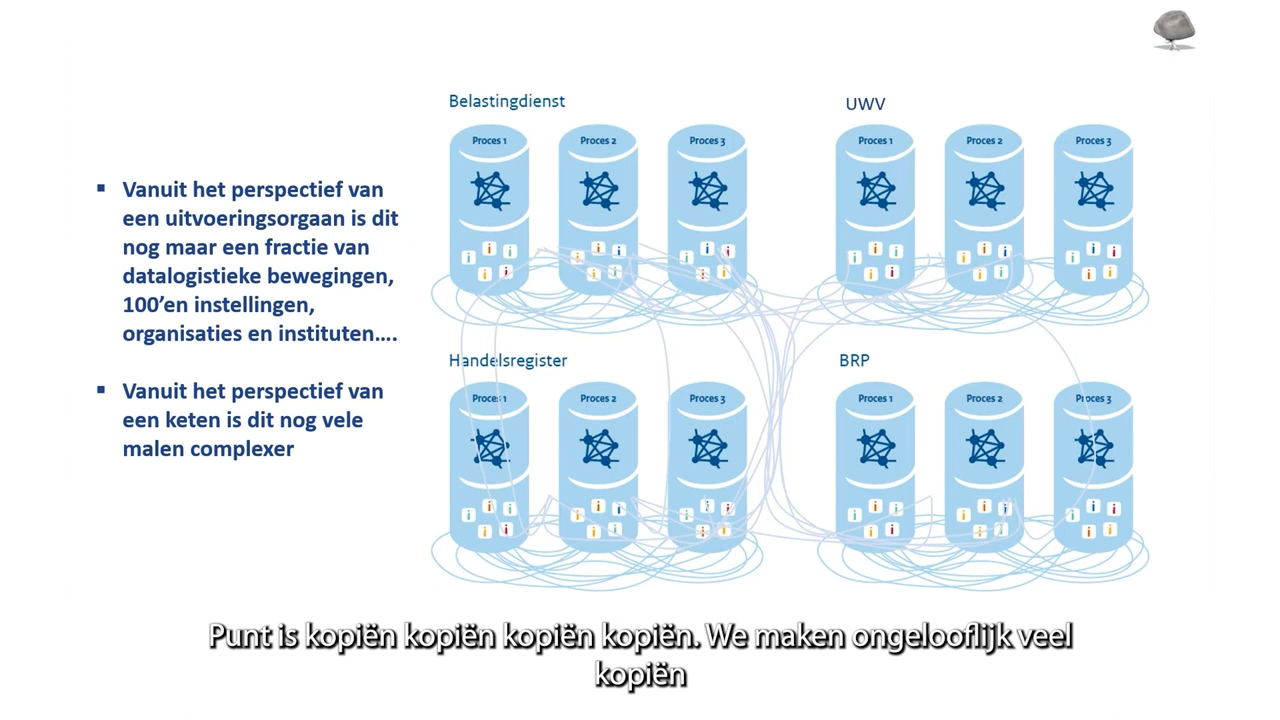 Vanuit het perspectief van
een uitvoeringsorgaan is dit
nog maar een fractie van
datalogistieke bewegingen,
100’en instellingen,
organisaties en instituten….
Vanuit het perspectief van
een keten is dit nog vele
malen complexer
Belastingdienst
Proces 1
Proces 2
Proces 3
i i i i i
i i i i i
i i i i i
UWV
Proces 1
Proces 2
Proces 3
i i i i i
i i i i i
i i i i i
Handelsregister
Proces 1
Proces 2
Proces 3
i i i i i
i i i i i
i i i i i
BRP
Proces 1
Proces 2
Proces 3
i i i i i
i i i i i
i i i i i
Punt is kopiën kopiën kopiën kopiën. We maken ongelooflijk veel
kopiën